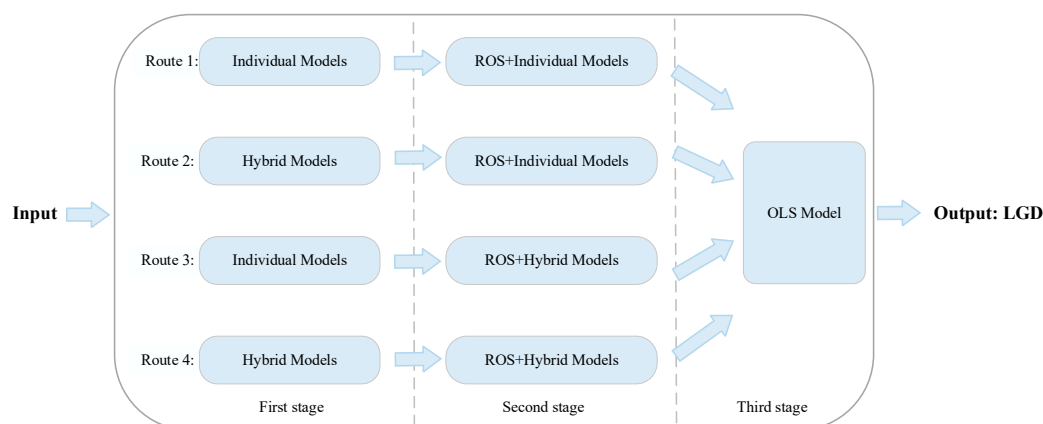 Route 1: Individual Models ROS+Individual Models
Route 2: Hybrid Models ROS+Individual Models
Input OLS Model Output: LGD
Route 3: Individual Models ROS+Hybrid Models
Route 4: Hybrid Models ROS+Hybrid Models
First stage Second stage Third stage